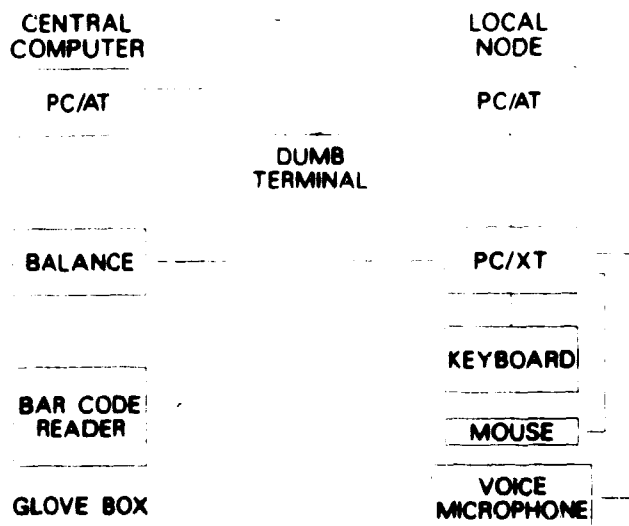 CENTRAL
COMPUTER
LOCAL
NODE
PC/AT
PC/AT
DUMB
TERMINAL
BALANCE
PC/XT
KEYBOARD
BAR CODE
READER
MOUSE
GLOVE BOX
VOICE
MICROPHONE